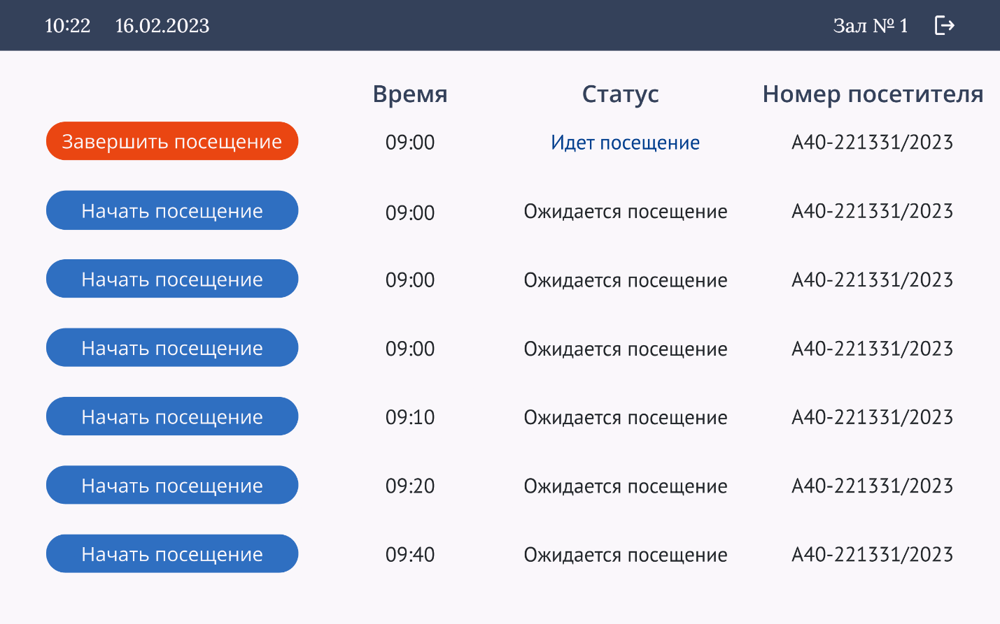 10:22 16.02.2023 Зал № 1
Время Статус Номер посетителя
Завершить посещение 09:00 Идет посещение А40-221331/2023
Начать посещение 09:00 Ожидается посещение А40-221331/2023
Начать посещение 09:00 Ожидается посещение А40-221331/2023
Начать посещение 09:00 Ожидается посещение А40-221331/2023
Начать посещение 09:10 Ожидается посещение А40-221331/2023
Начать посещение 09:20 Ожидается посещение А40-221331/2023
Начать посещение 09:40 Ожидается посещение А40-221331/2023